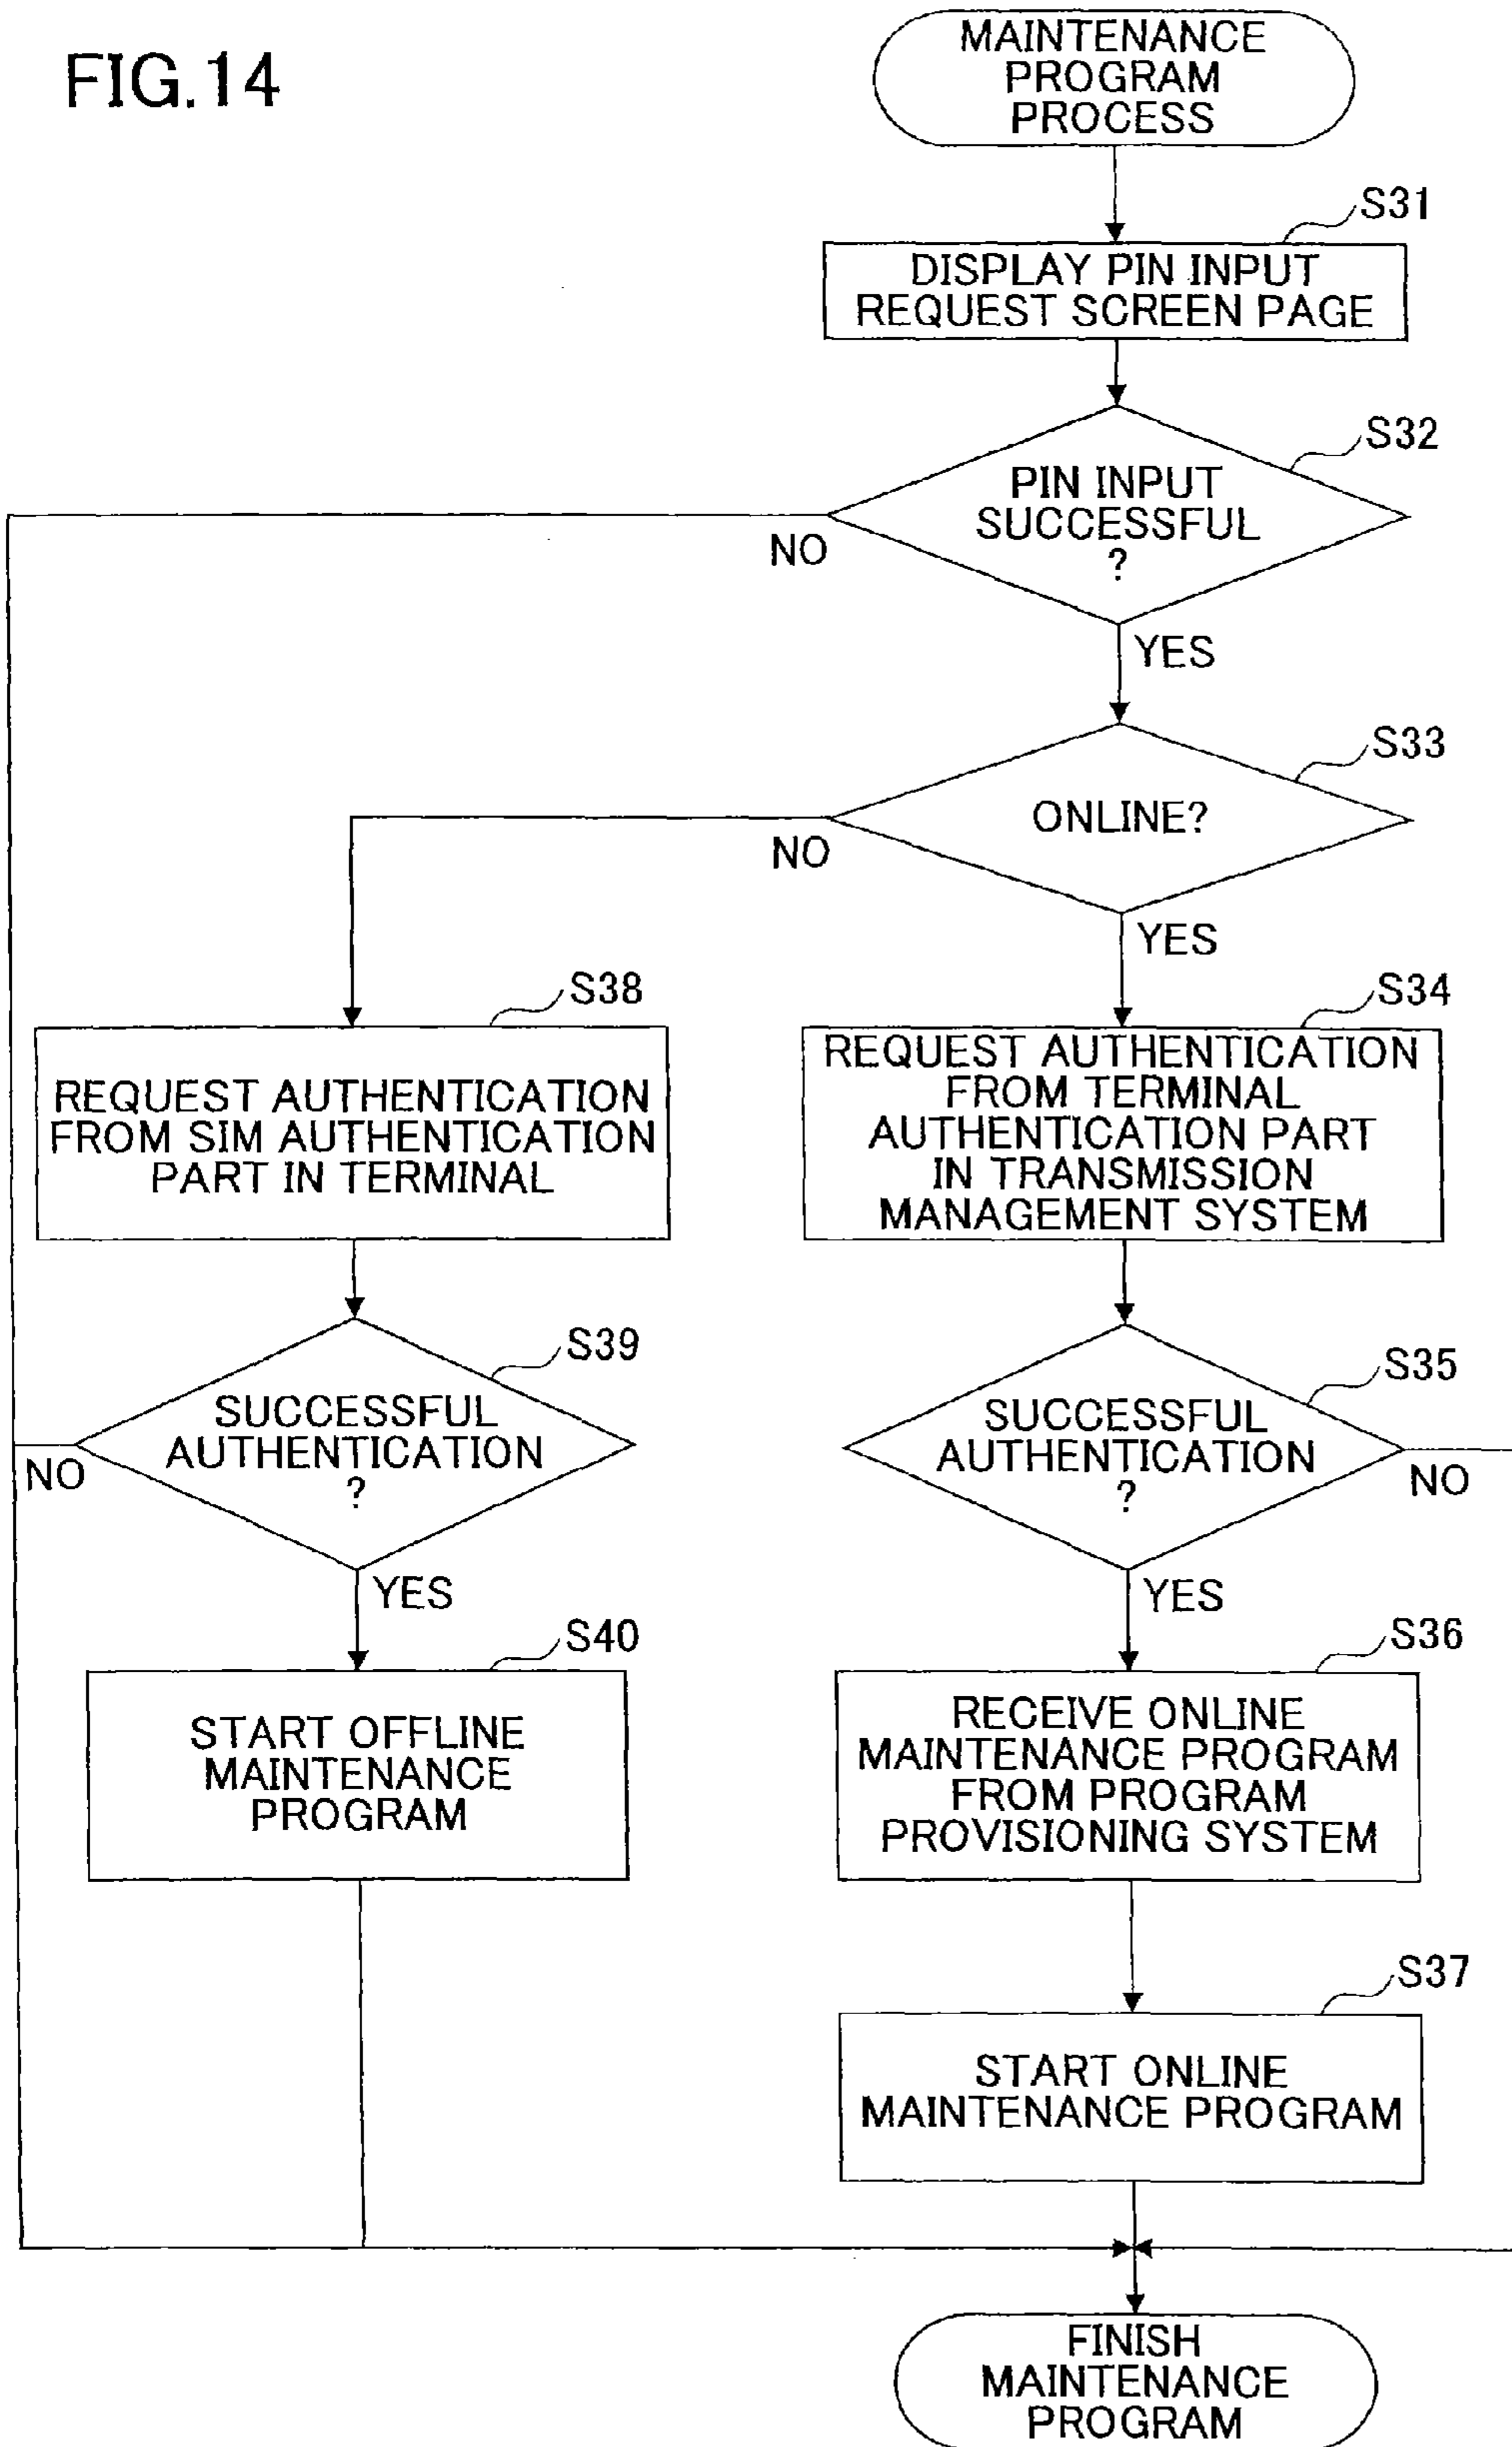 FIG.14
MAINTENANCE
PROGRAM
PROCESS
S31
DISPLAY PIN INPUT
REQUEST SCREEN PAGE
S32
PIN INPUT
SUCCESSFUL
?
NO
YES
S33
ONLINE?
NO
YES
S38
REQUEST AUTHENTICATION
FROM SIM AUTHENTICATION
PART IN TERMINAL
S34
REQUEST AUTHENTICATION
FROM TERMINAL
AUTHENTICATION PART
IN TRANSMISSION
MANAGEMENT SYSTEM
S39
SUCCESSFUL
AUTHENTICATION
?
NO
YES
S35
SUCCESSFUL
AUTHENTICATION
?
NO
YES
S40
START OFFLINE
MAINTENANCE
PROGRAM
S36
RECEIVE ONLINE
MAINTENANCE PROGRAM
FROM PROGRAM
PROVISIONING SYSTEM
S37
START ONLINE
MAINTENANCE PROGRAM
FINISH
MAINTENANCE
PROGRAM